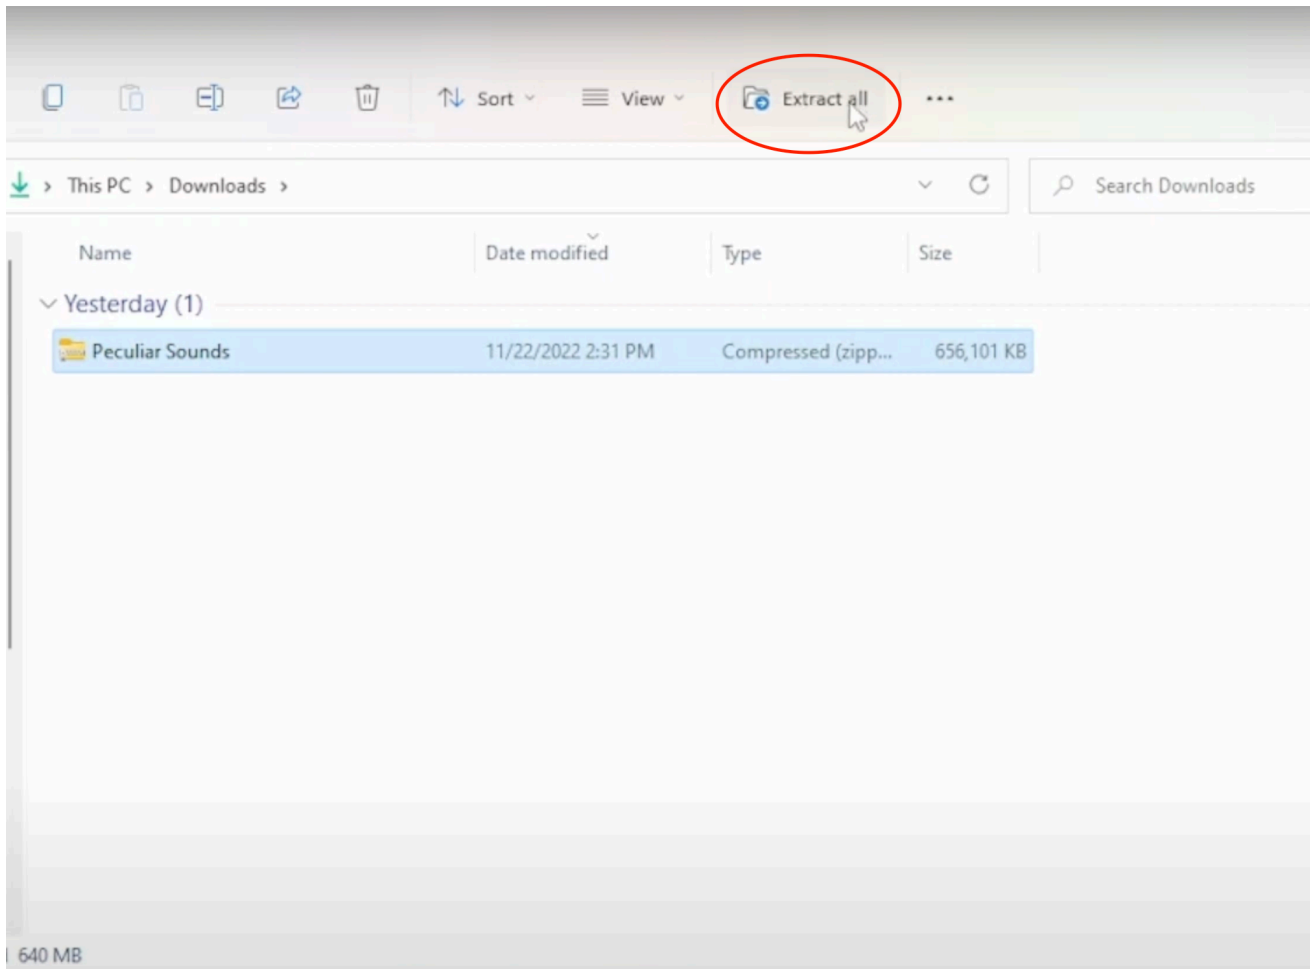 Sort View Extract all ...
> This PC > Downloads > Search Downloads
Name Date modified Type Size
Yesterday (1)
Peculiar Sounds 11/22/2022 2:31 PM Compressed (zipp... 656,101 KB
640 MB